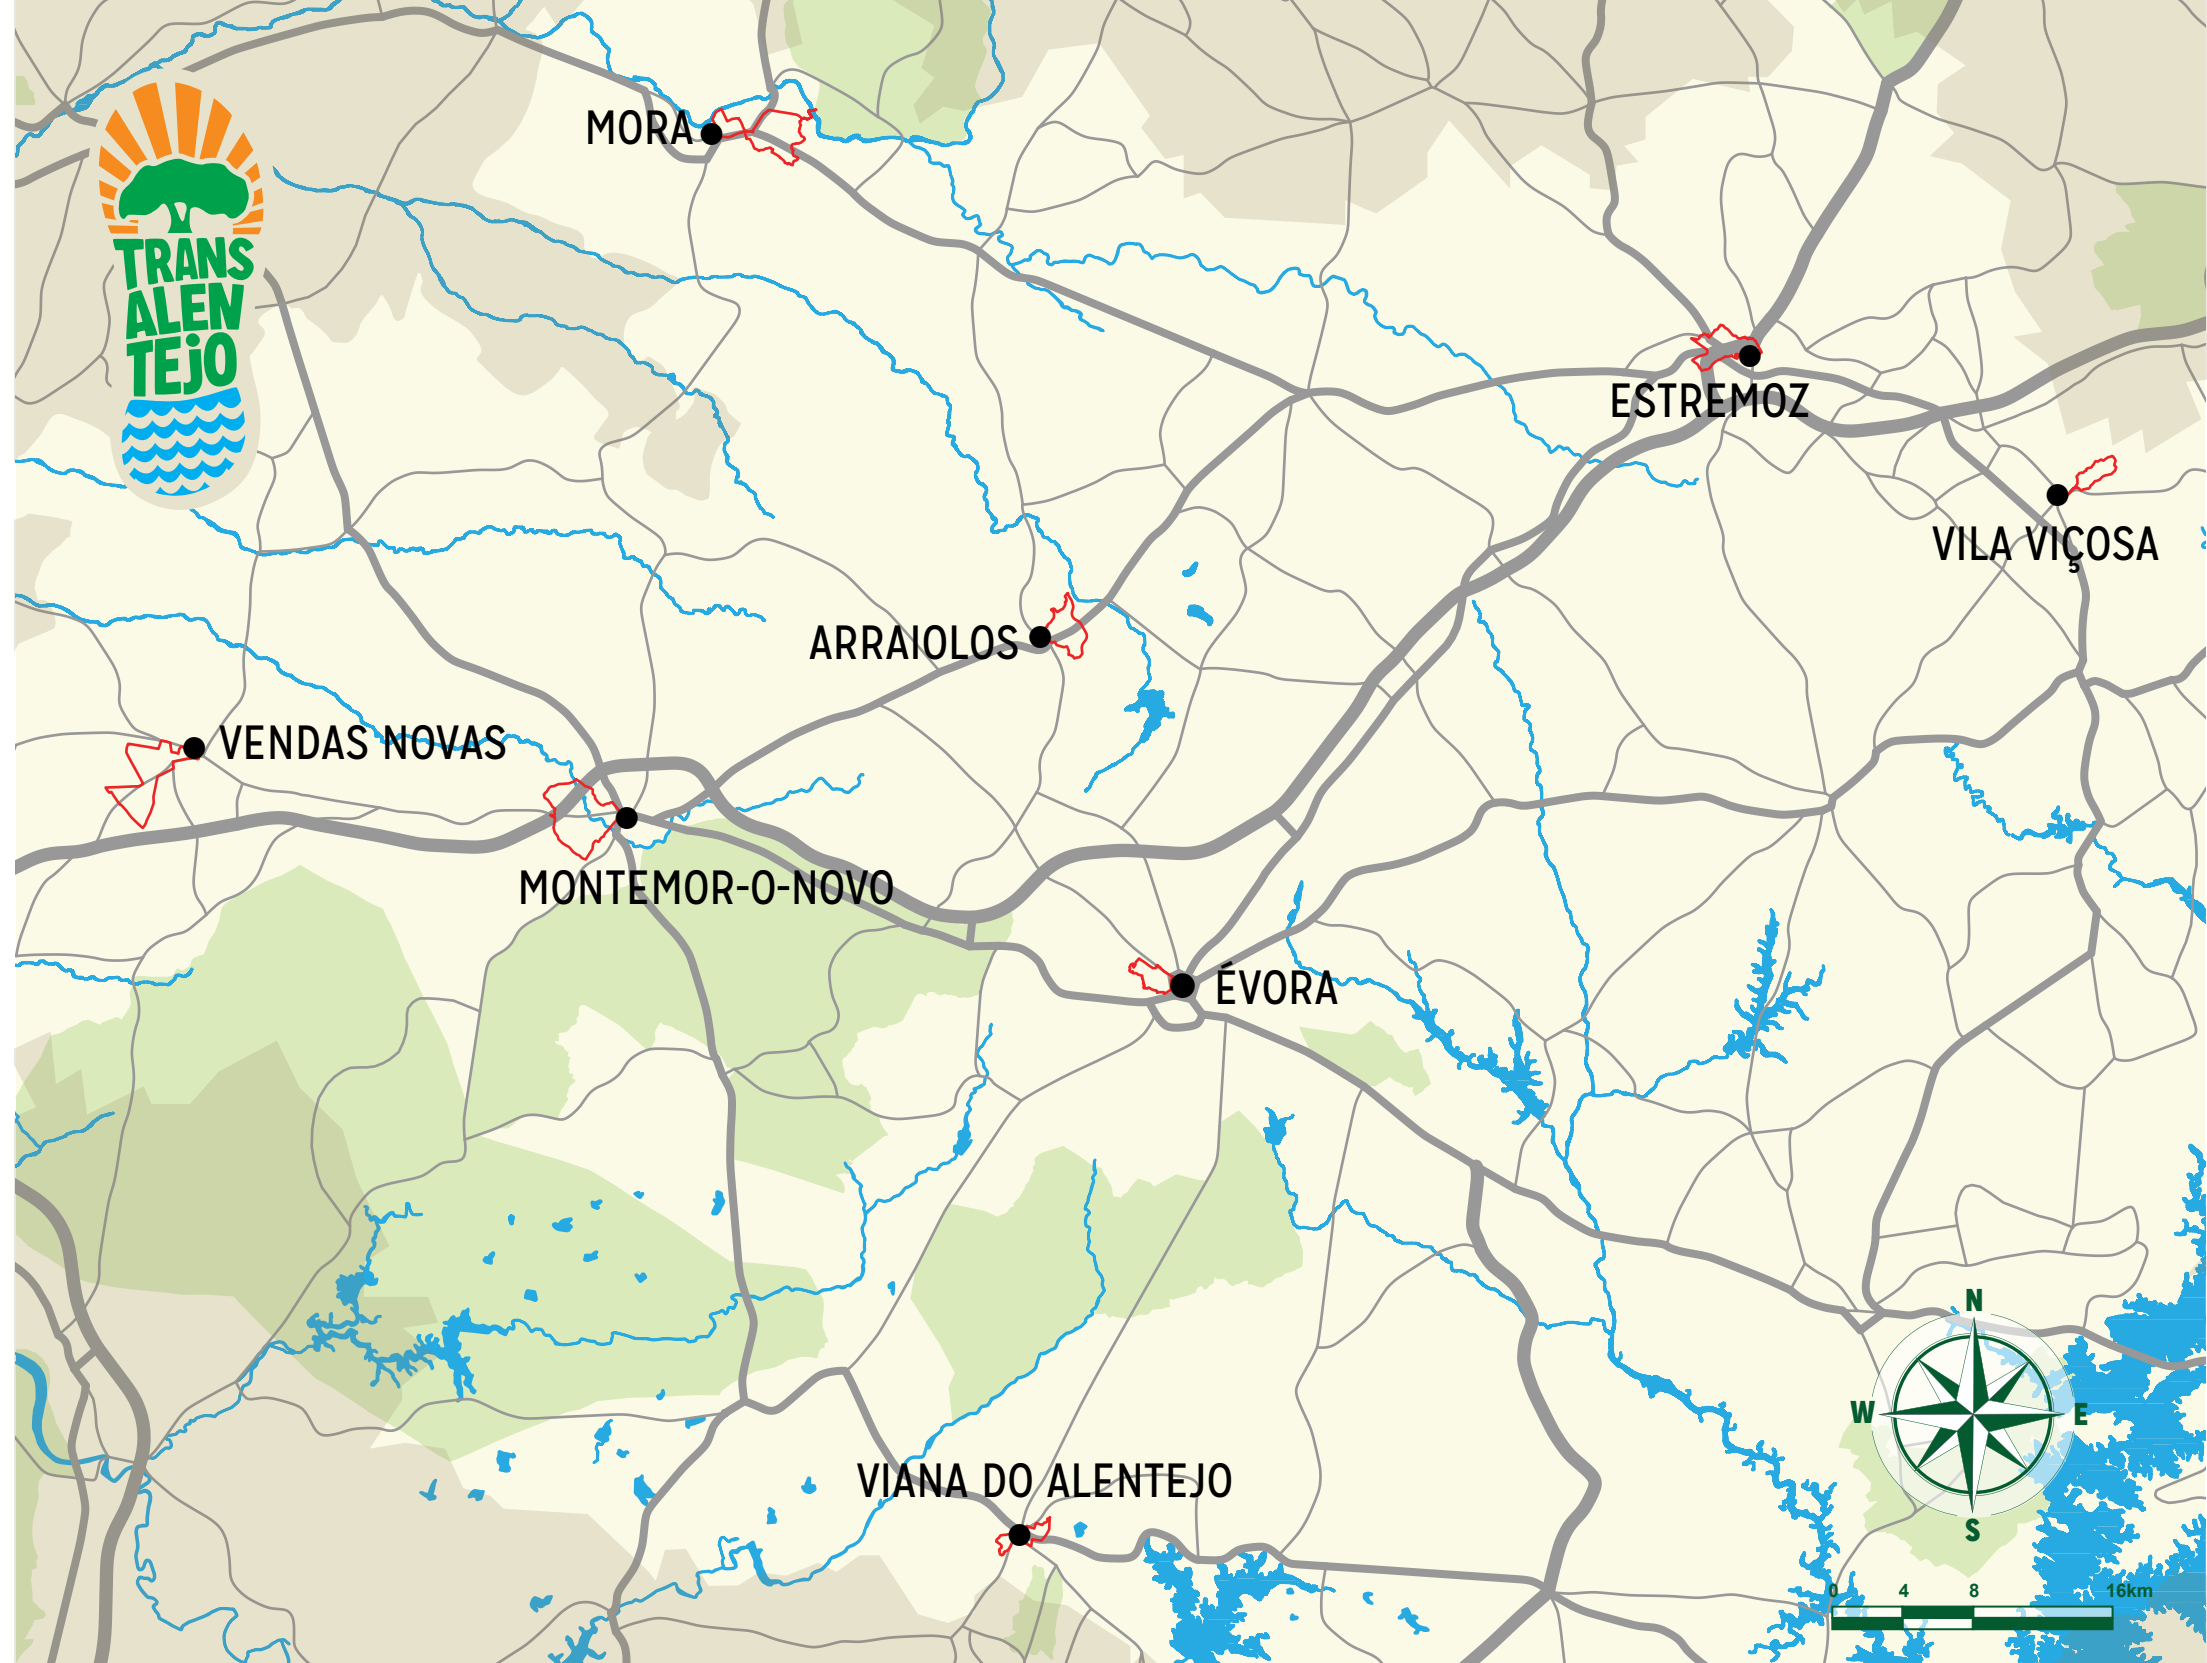 MORA
TRANS
ALEN
TEjO
ESTREMOZ
VILA VIÇOSA
ARRAIOLOS
VENDAS NOVAS
MONTEMOR-O-NOVO
ÉVORA
N
W
E
S
VIANA DO ALENTEJO
0 4 8 16km